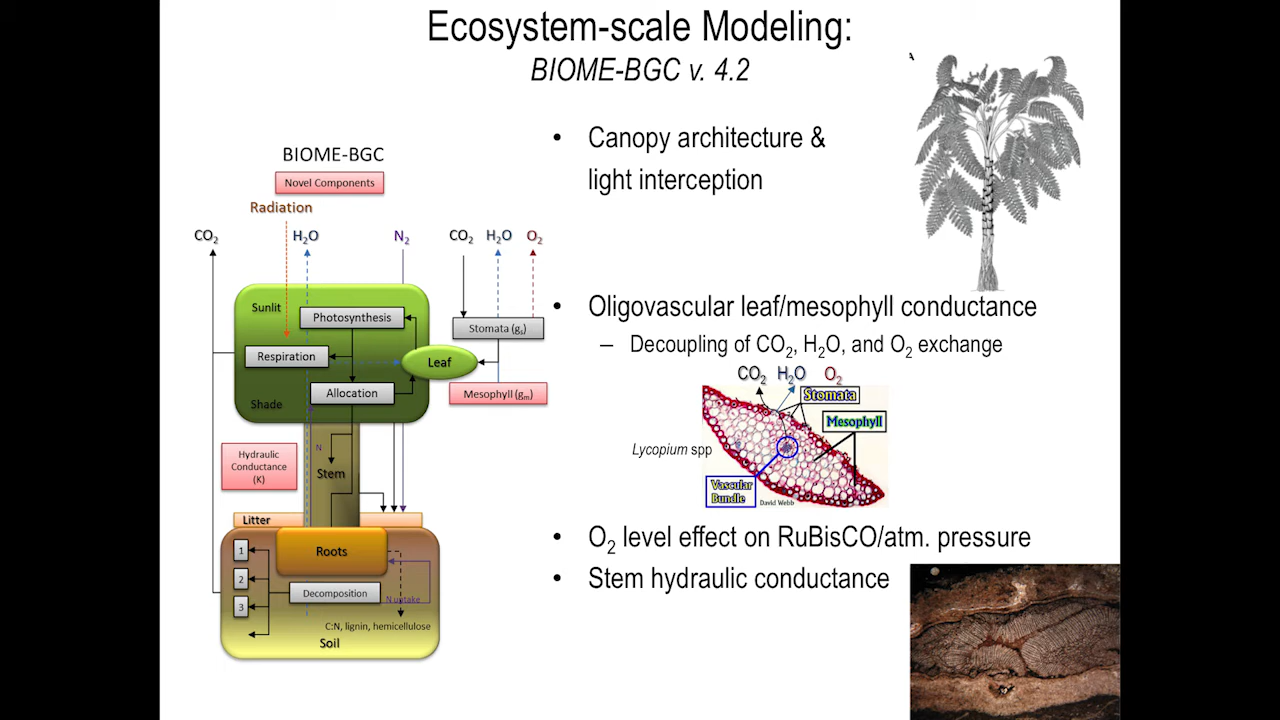 Ecosystem-scale Modeling:
BIOME-BGC v. 4.2
A
• Canopy architecture &
light interception
BIOME-BGC
Novel Components
Radiation
CO2 H2O N2 CO2 H2O O2
Sunlit
Photosynthesis
Stomata (gs)
Respiration
Leaf
Allocation
Mesophyll (gm)
Shade
Hydraulic
Conductance
(K)
N
Stem
Litter
Roots
1
2
3
Decomposition
N uptake
C:N, lignin, hemicellulose
Soil
• Oligovascular leaf/mesophyll conductance
– Decoupling of CO2, H2O, and O2 exchange
CO2 H2O O2
Stomata
Mesophyll
Lycopium spp
Vascular
Bundle
David Webb
• O2 level effect on RuBisCO/atm. pressure
• Stem hydraulic conductance